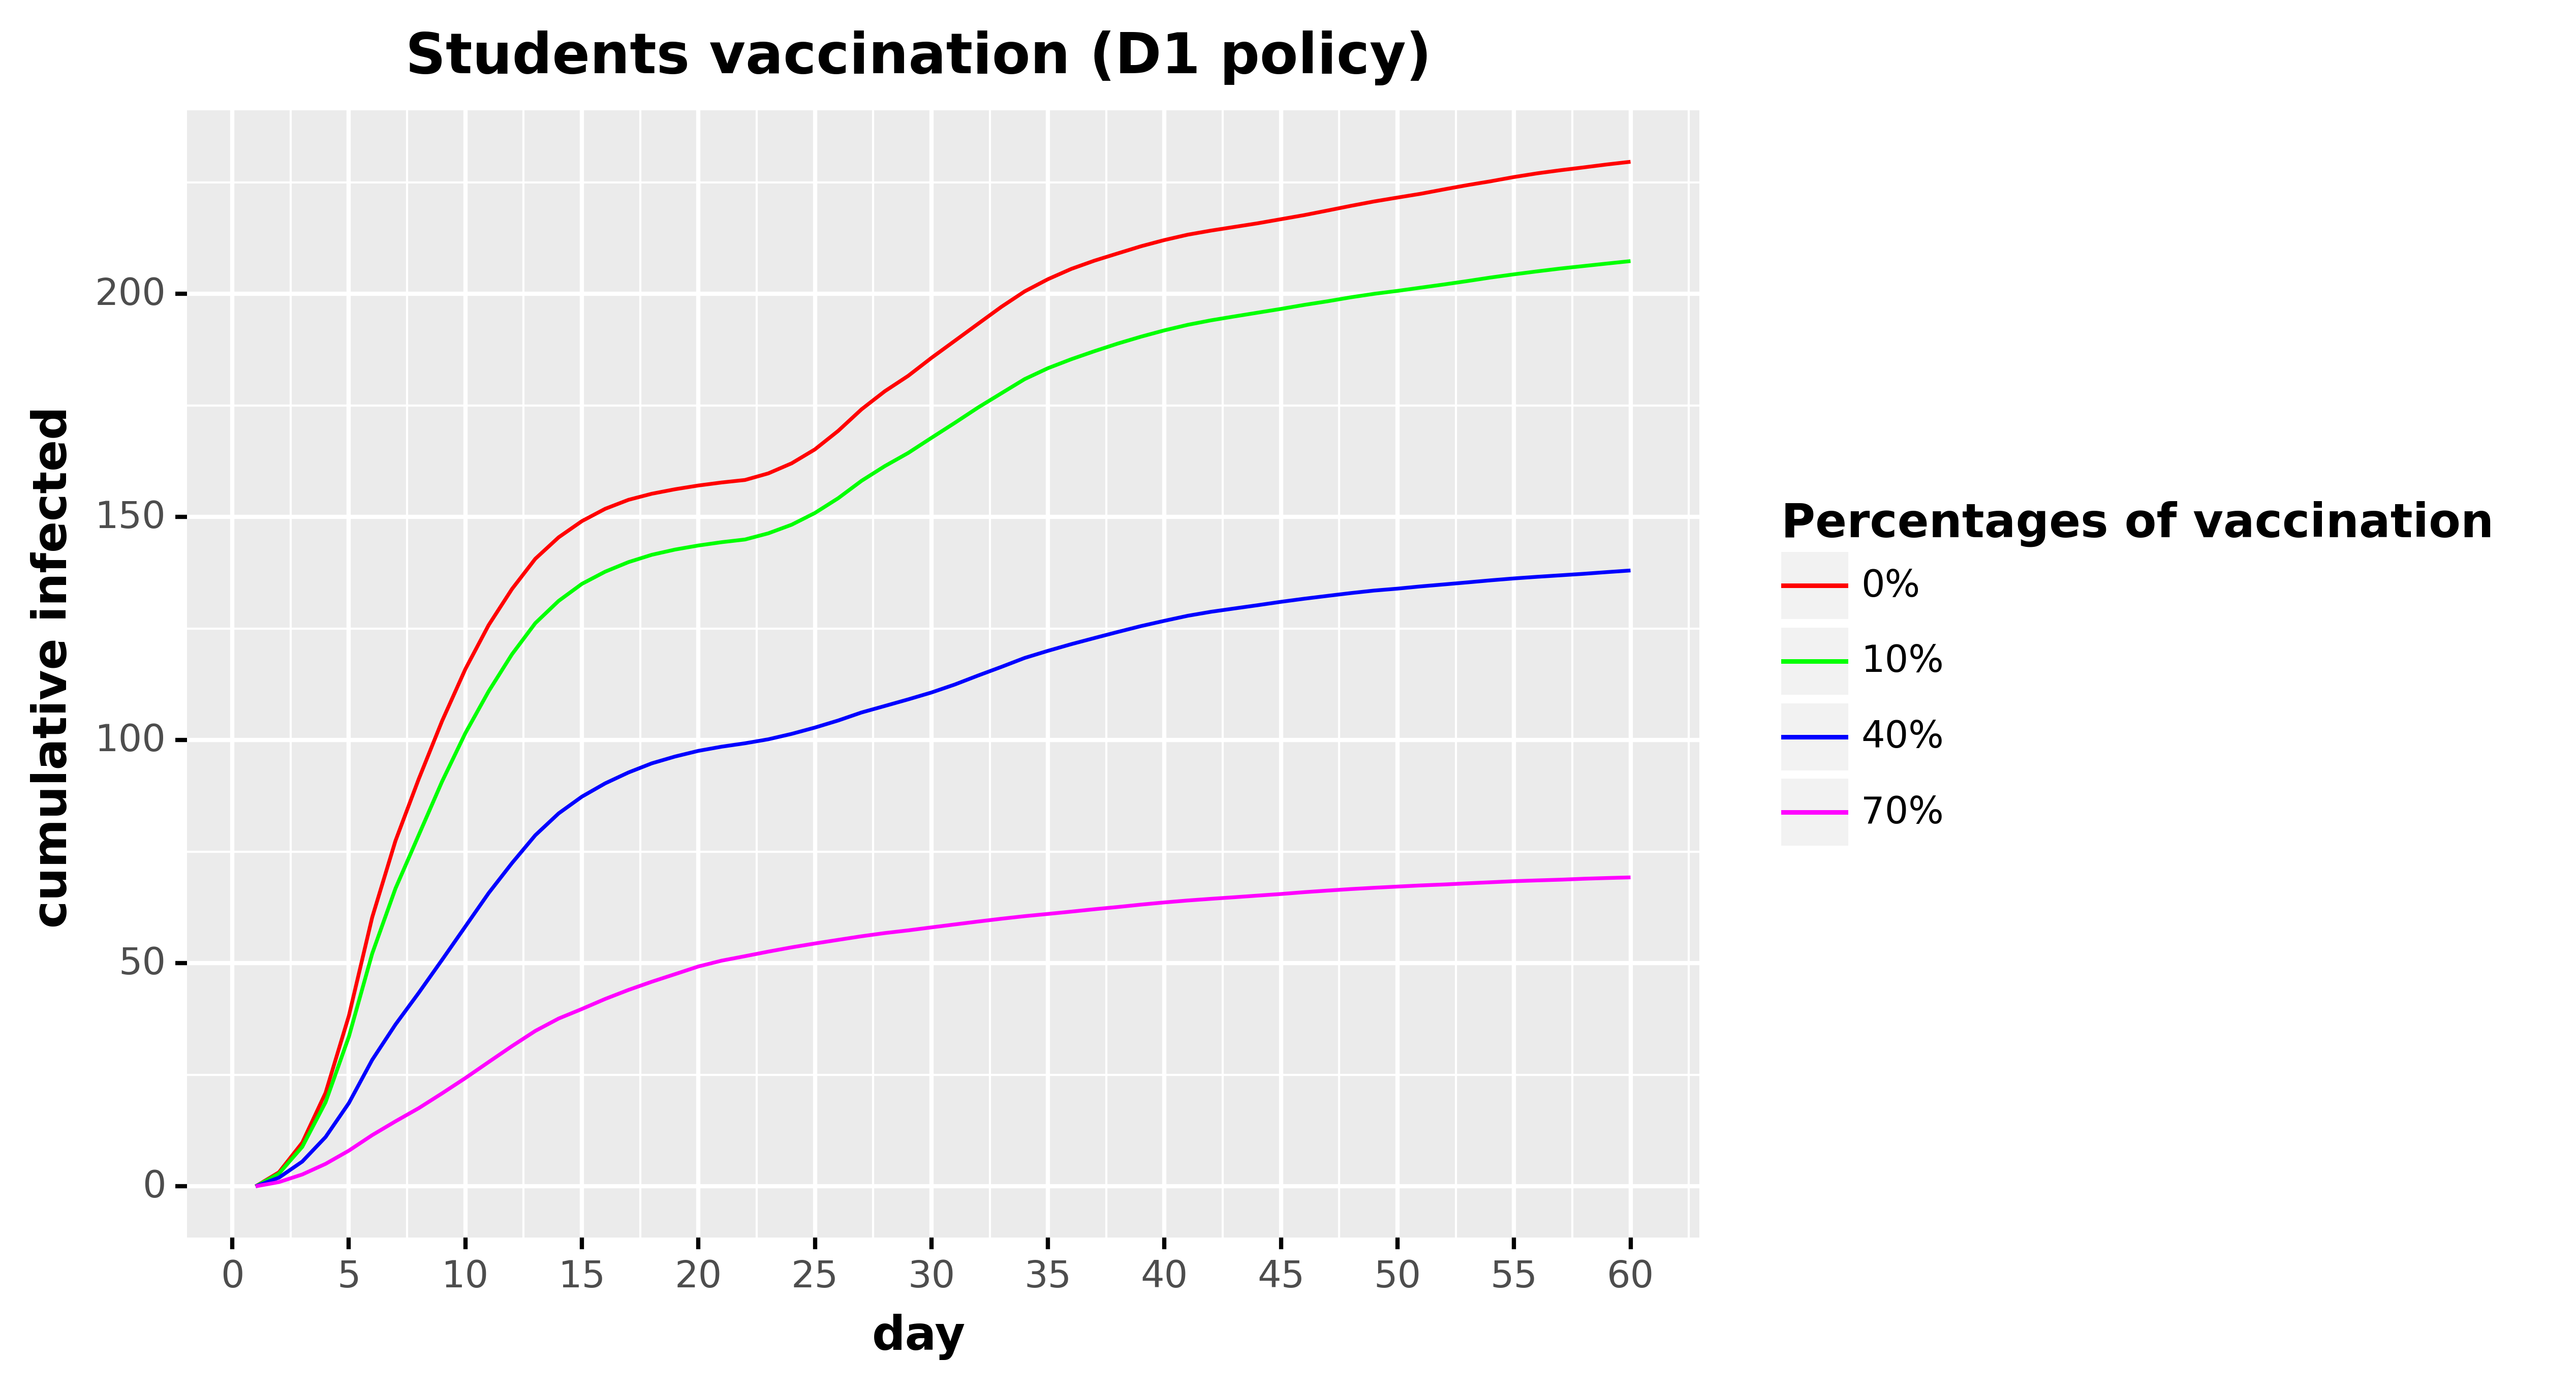 Students vaccination (D1 policy)
cumulative infected
200
150
100
50
0
0 5 10 15 20 25 30 35 40 45 50 55 60
day
Percentages of vaccination
0%
10%
40%
70%